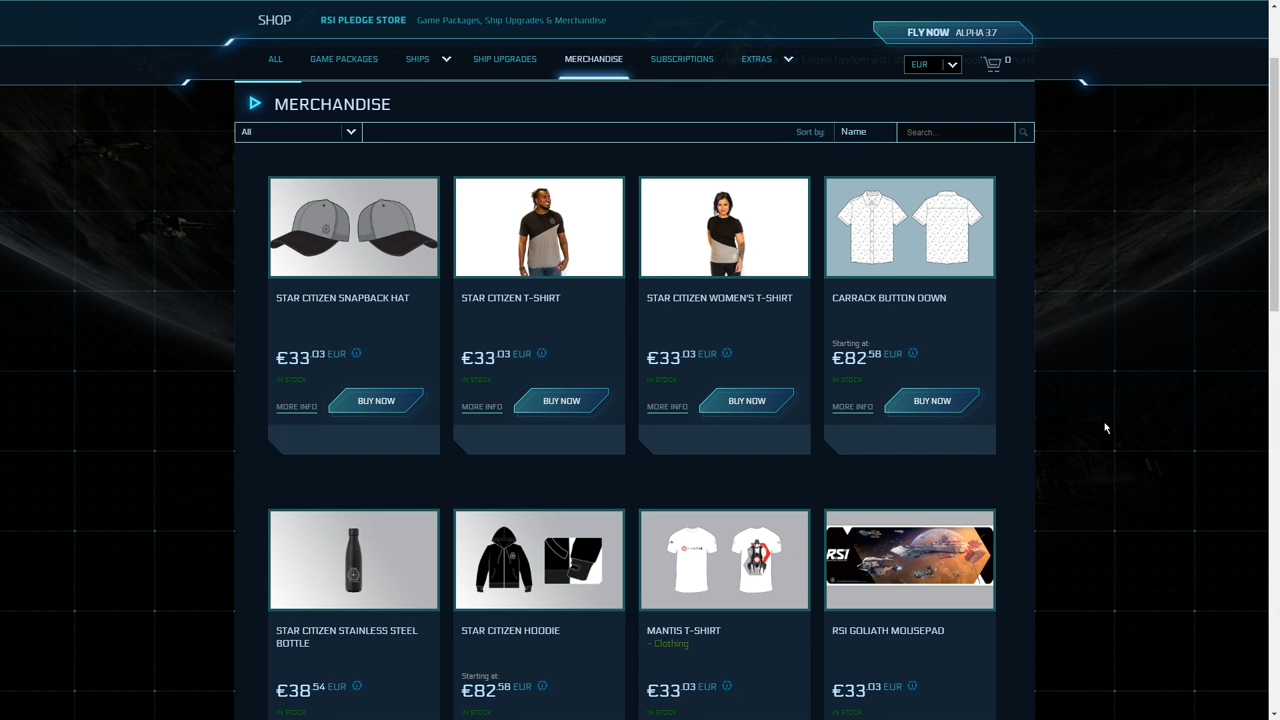 SHOP
RSI PLEDGE STORE Game Packages, Ship Upgrades & Merchandise
FLY NOW ALPHA 3.7
ALL GAME PACKAGES SHIPS SHIP UPGRADES MERCHANDISE SUBSCRIPTIONS EXTRAS
EUR 0
MERCHANDISE
All Sort by: Name Search...
STAR CITIZEN SNAPBACK HAT
€33.03 EUR
IN STOCK
MORE INFO BUY NOW
STAR CITIZEN T-SHIRT
€33.03 EUR
IN STOCK
MORE INFO BUY NOW
STAR CITIZEN WOMEN'S T-SHIRT
€33.03 EUR
IN STOCK
MORE INFO BUY NOW
CARRACK BUTTON DOWN
Starting at:
€82.58 EUR
IN STOCK
MORE INFO BUY NOW
STAR CITIZEN STAINLESS STEEL
BOTTLE
€38.54 EUR
IN STOCK
STAR CITIZEN HOODIE
Starting at:
€82.58 EUR
IN STOCK
MANTIS T-SHIRT
- Clothing
€33.03 EUR
IN STOCK
RSI
RSI GOLIATH MOUSEPAD
€33.03 EUR
IN STOCK